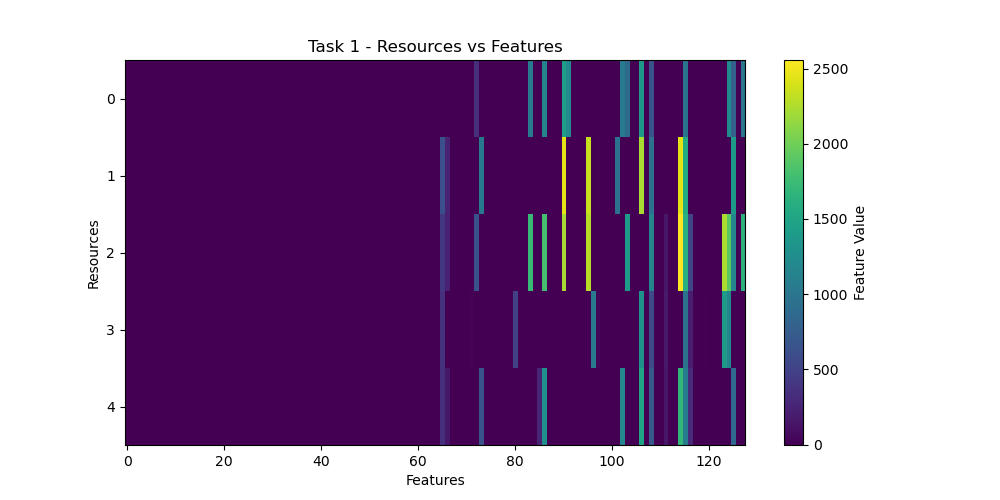 Task 1 - Resources vs Features
0
1
2
3
4
Resources
0 20 40 60 80 100 120
Features
2500
2000
1500
1000
500
0
Feature Value